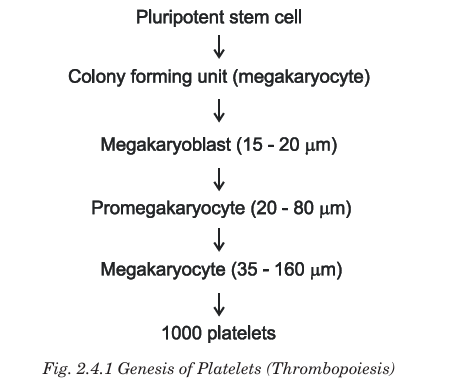 Pluripotent stem cell
Colony forming unit (megakaryocyte)
Megakaryoblast (15 - 20 μm)
Promegakaryocyte (20 - 80 μm)
Megakaryocyte (35 - 160 μm)
1000 platelets
Fig. 2.4.1 Genesis of Platelets (Thrombopoiesis)